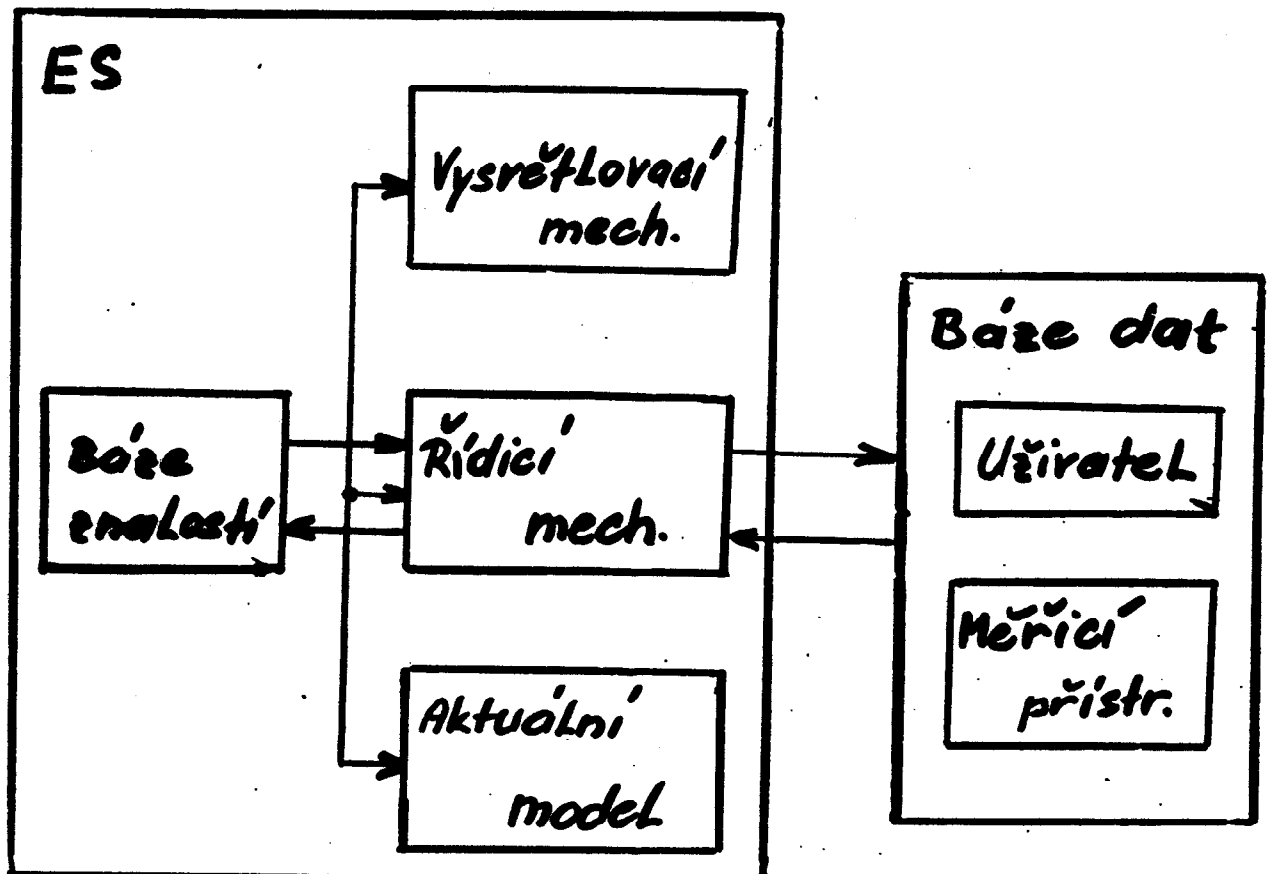 ES
Vysvětlovací
mech.
Báze
znalostí
Řídicí
mech.
Aktuální
model
Báze dat
Uživatel
Měřicí
přístr.